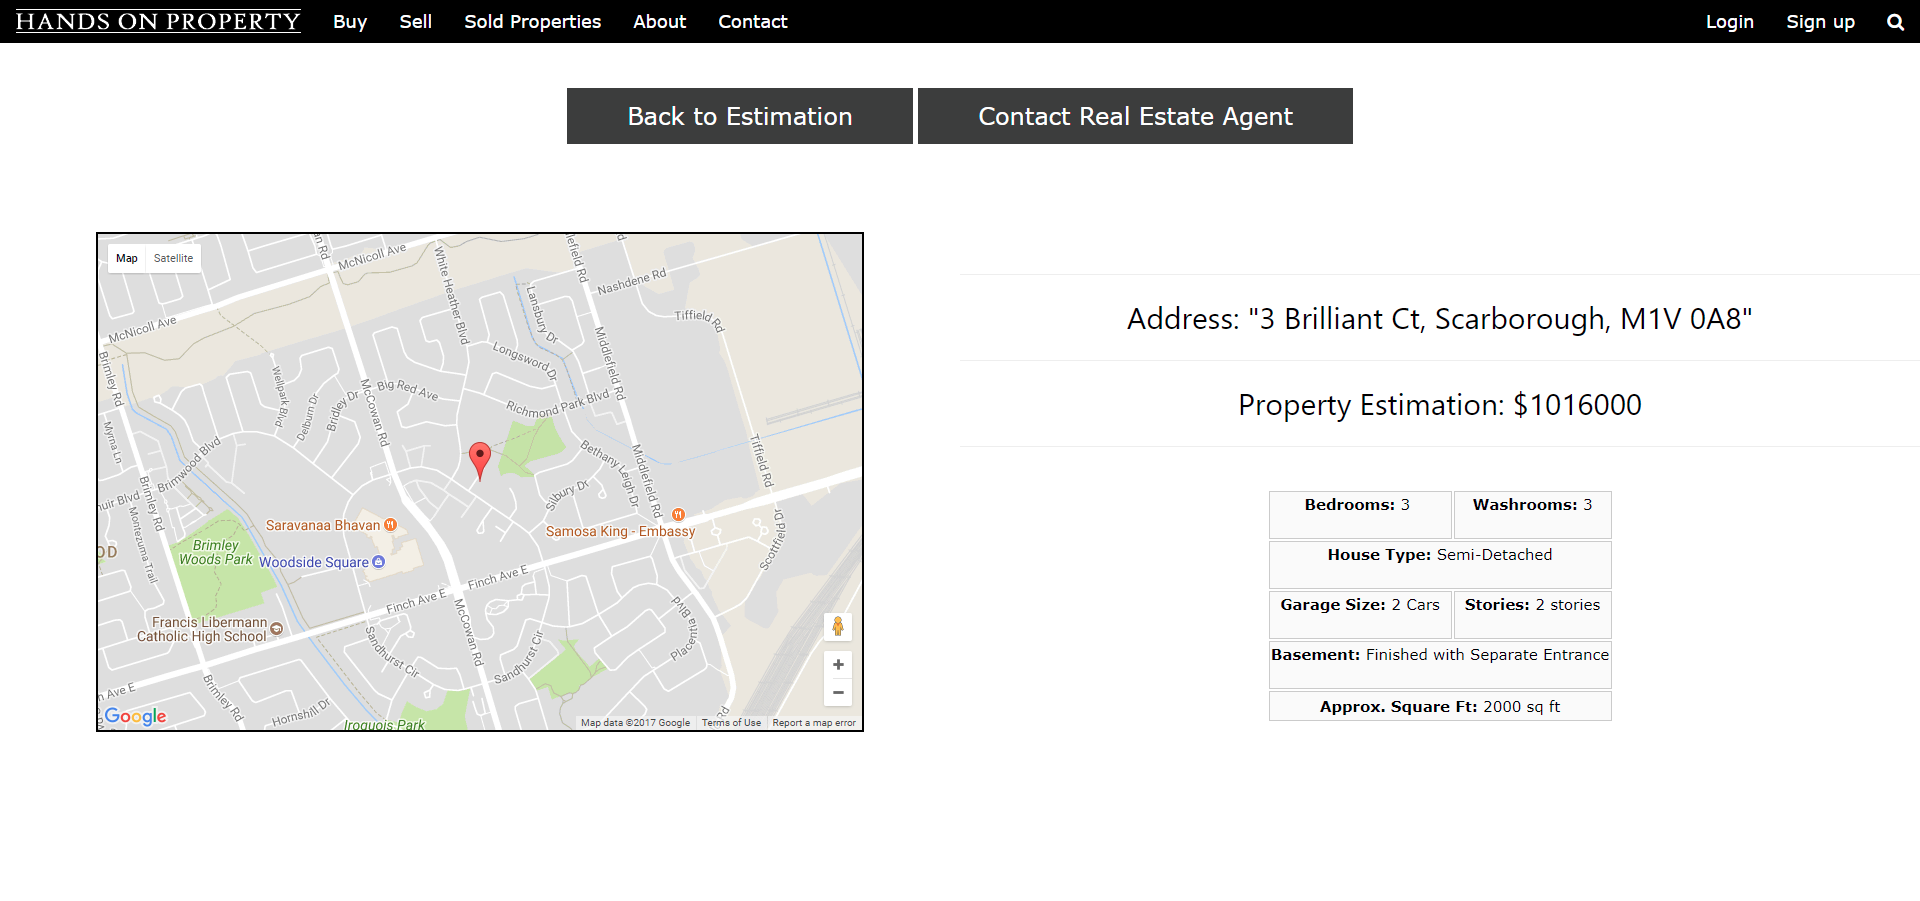 HANDS ON PROPERTY Buy Sell Sold Properties About Contact Login Sign up
Back to Estimation Contact Real Estate Agent
Map Satellite
McNicoll Ave
McNicoll Ave
White Heather Blvd
Nashdene Rd
Lansbury Dr
Tiffield Rd
Longsword Dr
Middlefield Rd
Brimley Rd
Wellpark Blvd
Big Red Ave
Bridley Dr
Delburn Dr
McCowan Rd
Richmond Park Blvd
Myrna Ln
Brimwood Blvd
Bethany Leigh Dr
Middlefield Rd
Tiffield Rd
muir Blvd
Brimley Rd
Montezuma Trail
Silbury Dr
Saravanaa Bhavan
Samosa King - Embassy
Scottfield Dr
OD
Brimley
Woods Park
Woodside Square
Finch Ave E
Finch Ave E
McCowan Rd
Placentia Blvd
Francis Libermann
Catholic High School
Sandhurst Cir
Sandhurst Cir
n Ave E
Brimley Rd
Hornshill Dr
Iroquois Park
Google
Map data ©2017 Google Terms of Use Report a map error
Address: "3 Brilliant Ct, Scarborough, M1V 0A8"
Property Estimation: $1016000
Bedrooms: 3 Washrooms: 3
House Type: Semi-Detached
Garage Size: 2 Cars Stories: 2 stories
Basement: Finished with Separate Entrance
Approx. Square Ft: 2000 sq ft